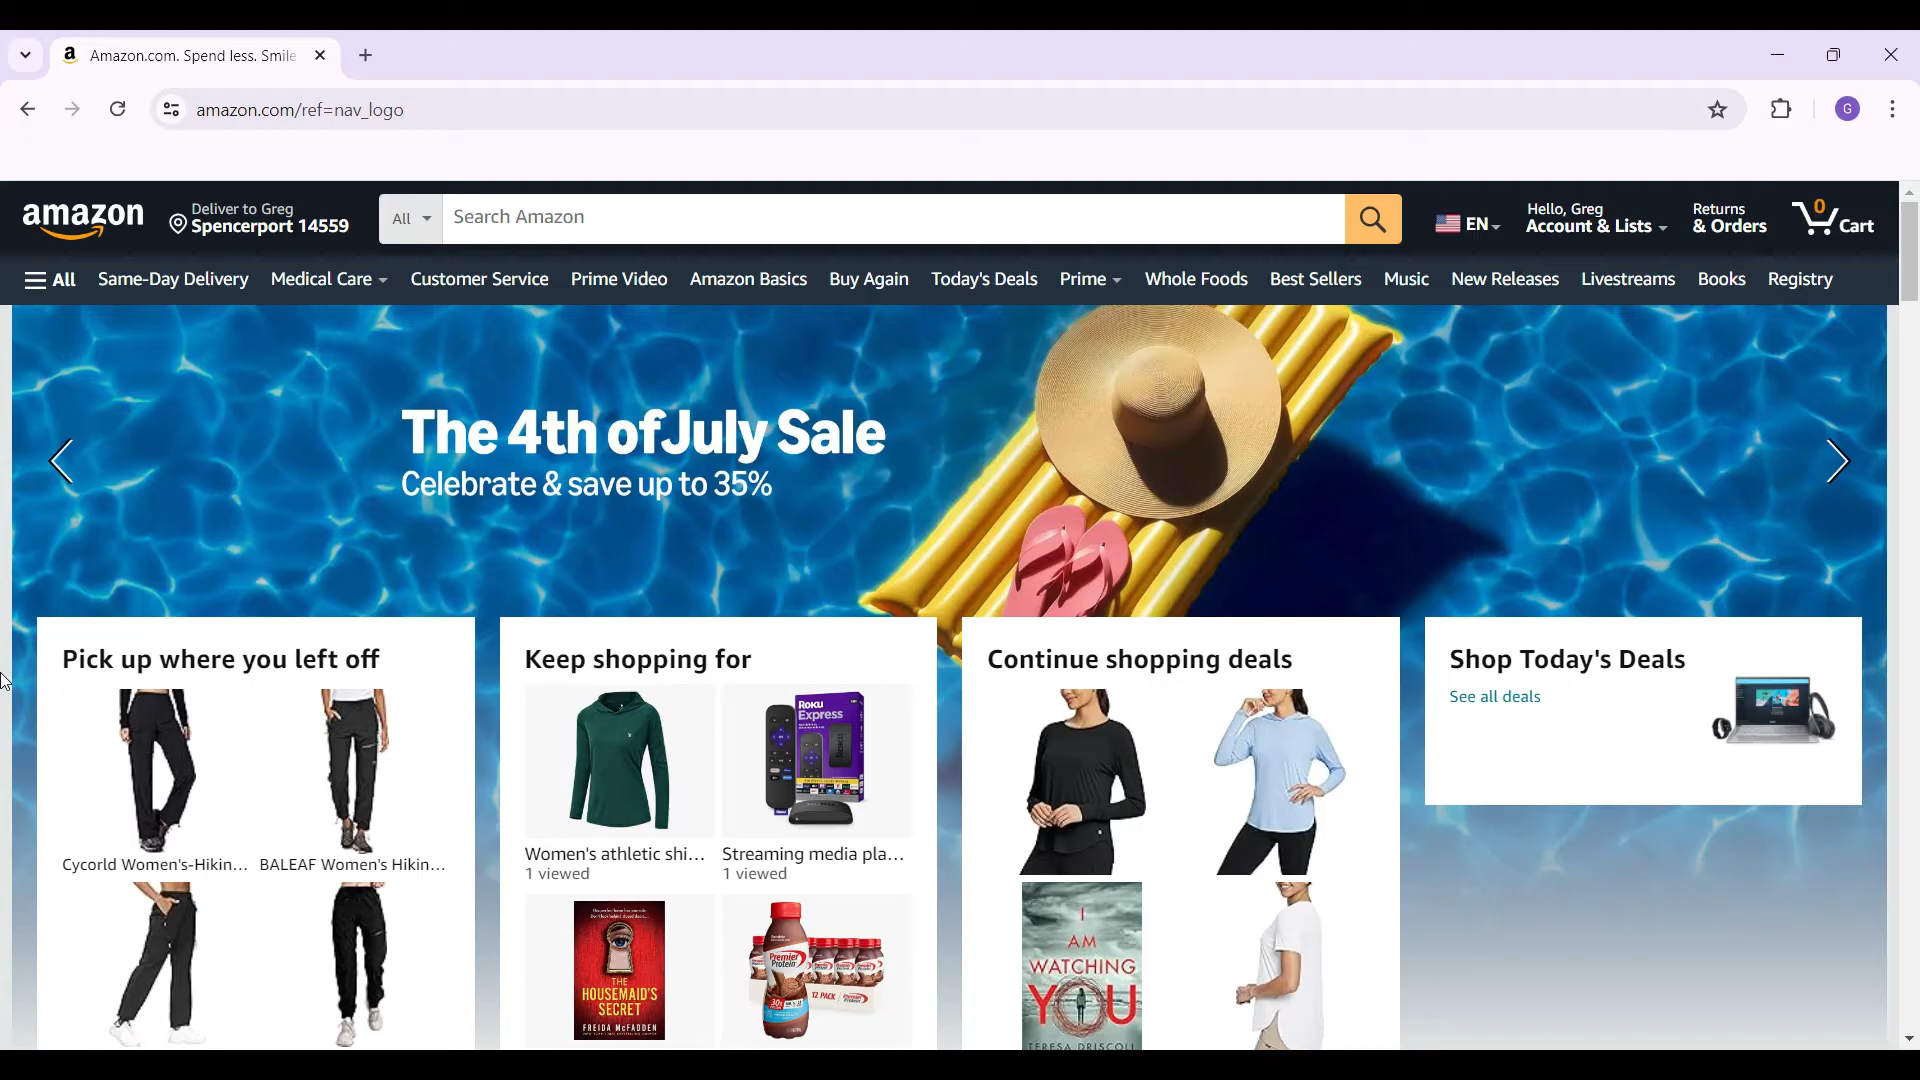 Amazon.com. Spend less. Smile
amazon.com/ref=nav_logo
G
amazon
Deliver to Greg
Spencerport 14559
All
Search Amazon
EN
Hello, Greg
Account & Lists
Returns
& Orders
0
Cart
All
Same-Day Delivery
Medical Care
Customer Service
Prime Video
Amazon Basics
Buy Again
Today's Deals
Prime
Whole Foods
Best Sellers
Music
New Releases
Livestreams
Books
Registry
The 4th of July Sale
Celebrate & save up to 35%
Pick up where you left off
Cycorld Women's-Hikin...
BALEAF Women's Hikin...
Keep shopping for
Roku
Express
Women's athletic shi...
1 viewed
Streaming media pla...
1 viewed
THE
HOUSEMAID'S
SECRET
FREIDA McFADDEN
Premier
Protein
30g
12 PACK
Premier
Protein
Continue shopping deals
I
AM
WATCHING
YOU
TERESA DRISCOLL
Shop Today's Deals
See all deals